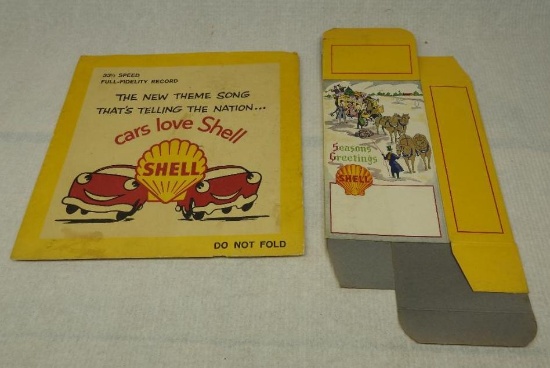 33⅓ SPEED
FULL-FIDELITY RECORD
THE NEW THEME SONG
THAT'S TELLING THE NATION...
cars love Shell
SHELL
DO NOT FOLD
Seasons
Greetings
SHELL